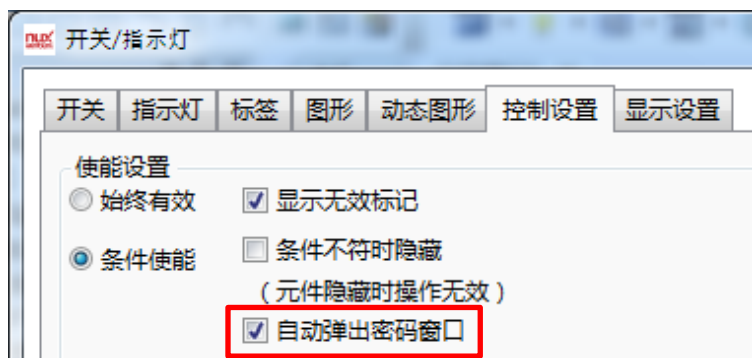 nux 开关/指示灯
开关 指示灯 标签 图形 动态图形 控制设置 显示设置
使能设置
始终有效 显示无效标记
条件使能 条件不符时隐藏
(元件隐藏时操作无效)
自动弹出密码窗口